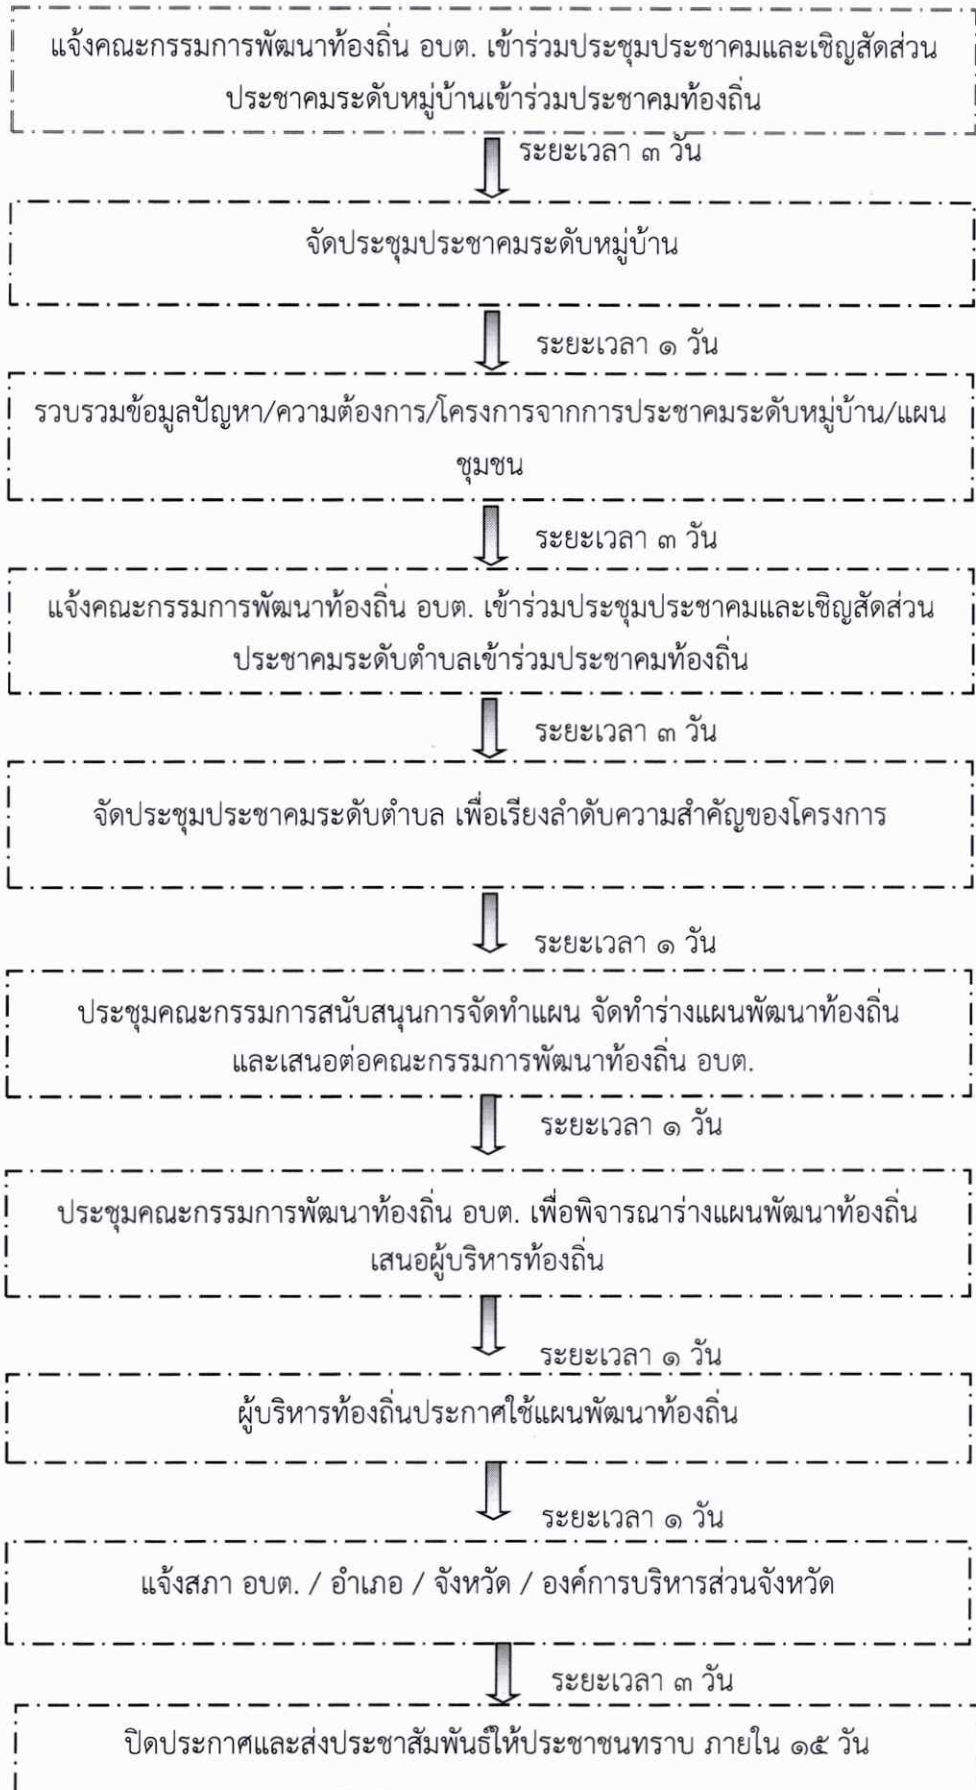 แจ้งคณะกรรมการพัฒนาท้องถิ่น อบต. เข้าร่วมประชุมประชาคมและเชิญสัดส่วน
ประชาคมระดับหมู่บ้านเข้าร่วมประชาคมท้องถิ่น
ระยะเวลา ๓ วัน
จัดประชุมประชาคมระดับหมู่บ้าน
ระยะเวลา ๑ วัน
รวบรวมข้อมูลปัญหา/ความต้องการ/โครงการจากการประชาคมระดับหมู่บ้าน/แผน
ชุมชน
ระยะเวลา ๓ วัน
แจ้งคณะกรรมการพัฒนาท้องถิ่น อบต. เข้าร่วมประชุมประชาคมและเชิญสัดส่วน
ประชาคมระดับตำบลเข้าร่วมประชาคมท้องถิ่น
ระยะเวลา ๓ วัน
จัดประชุมประชาคมระดับตำบล เพื่อเรียงลำดับความสำคัญของโครงการ
ระยะเวลา ๑ วัน
ประชุมคณะกรรมการสนับสนุนการจัดทำแผน จัดทำร่างแผนพัฒนาท้องถิ่น
และเสนอต่อคณะกรรมการพัฒนาท้องถิ่น อบต.
ระยะเวลา ๑ วัน
ประชุมคณะกรรมการพัฒนาท้องถิ่น อบต. เพื่อพิจารณาร่างแผนพัฒนาท้องถิ่น
เสนอผู้บริหารท้องถิ่น
ระยะเวลา ๑ วัน
ผู้บริหารท้องถิ่นประกาศใช้แผนพัฒนาท้องถิ่น
ระยะเวลา ๑ วัน
แจ้งสภา อบต. / อำเภอ / จังหวัด / องค์การบริหารส่วนจังหวัด
ระยะเวลา ๓ วัน
ปิดประกาศและส่งประชาสัมพันธ์ให้ประชาชนทราบ ภายใน ๑๕ วัน